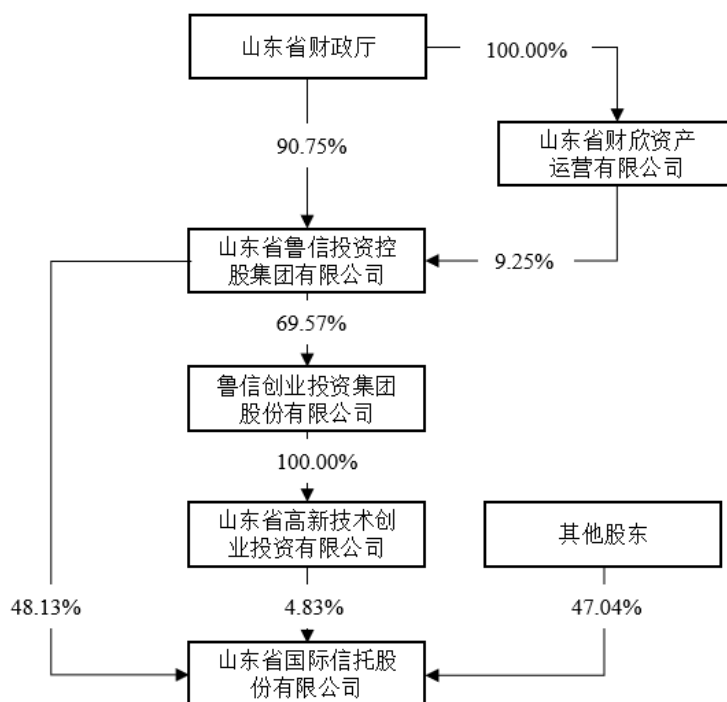 山东省财政厅
100.00%
90.75%
山东省财欣资产
运营有限公司
山东省鲁信投资控
股集团有限公司
9.25%
69.57%
鲁信创业投资集团
股份有限公司
100.00%
山东省高新技术创
业投资有限公司
其他股东
48.13%
4.83%
47.04%
山东省国际信托股
份有限公司